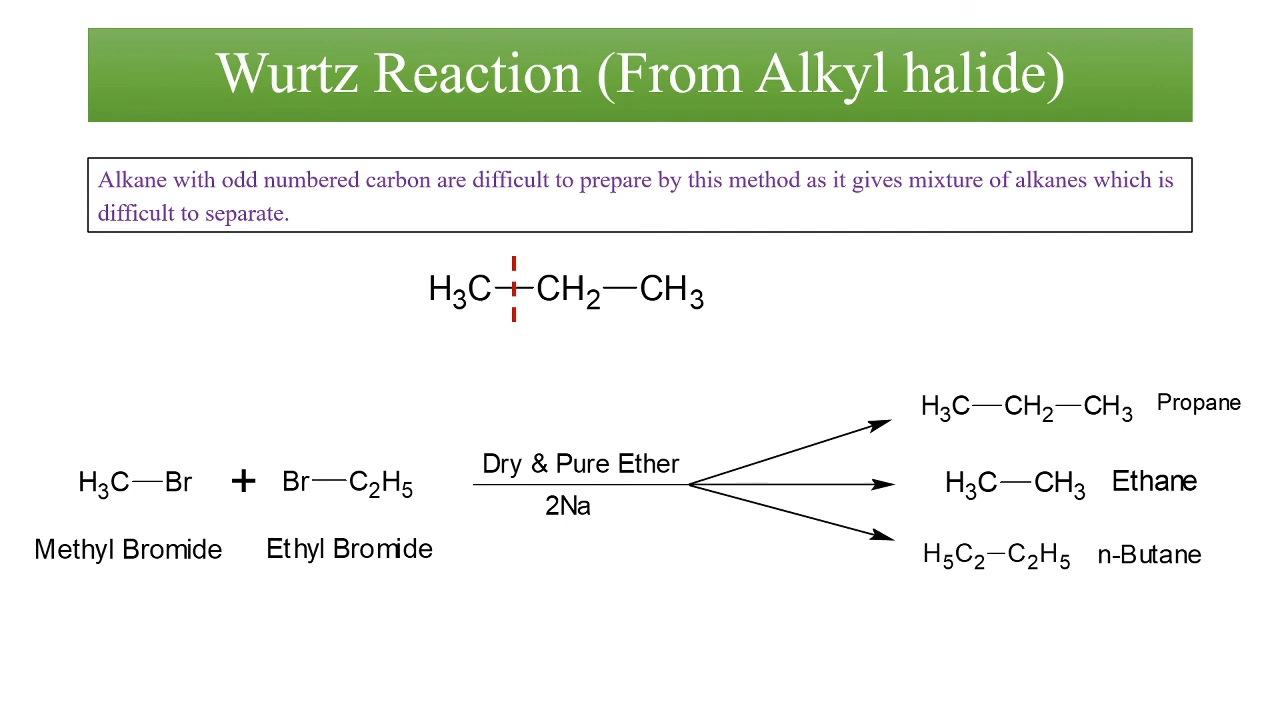 Wurtz Reaction (From Alkyl halide)
Alkane with odd numbered carbon are difficult to prepare by this method as it gives mixture of alkanes which is
difficult to separate.
H₃C—CH₂—CH₃
H₃C—CH₂—CH₃ Propane
H₃C—Br + Br—C₂H₅ Dry & Pure Ether
2Na
H₃C—CH₃ Ethane
Methyl Bromide Ethyl Bromide
H₅C₂—C₂H₅ n-Butane